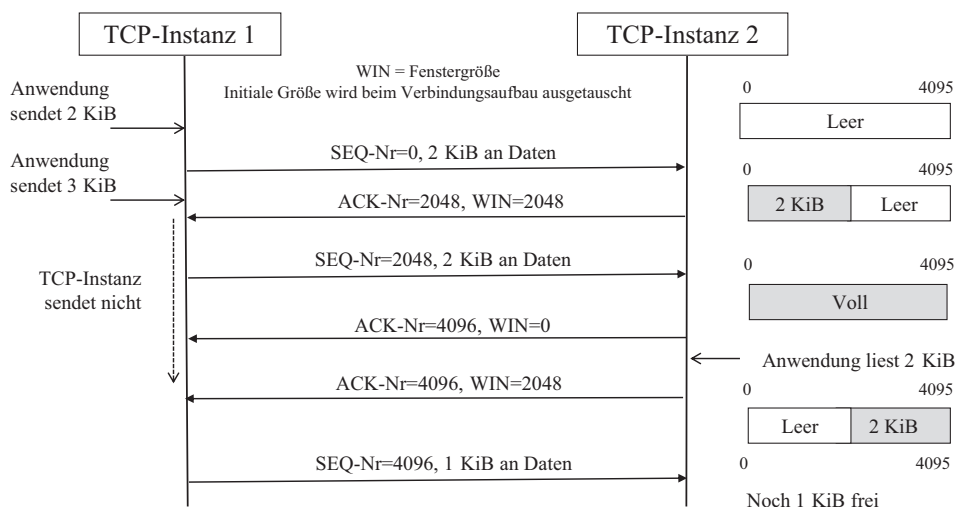 TCP-Instanz 1
TCP-Instanz 2
WIN = Fenstergröße
Initiale Größe wird beim Verbindungsaufbau ausgetauscht
Anwendung
sendet 2 KiB
0 4095
Leer
SEQ-Nr=0, 2 KiB an Daten
Anwendung
sendet 3 KiB
0 4095
2 KiB Leer
ACK-Nr=2048, WIN=2048
SEQ-Nr=2048, 2 KiB an Daten
TCP-Instanz
sendet nicht
0 4095
Voll
ACK-Nr=4096, WIN=0
Anwendung liest 2 KiB
ACK-Nr=4096, WIN=2048
0 4095
Leer 2 KiB
SEQ-Nr=4096, 1 KiB an Daten
0 4095
Noch 1 KiB frei